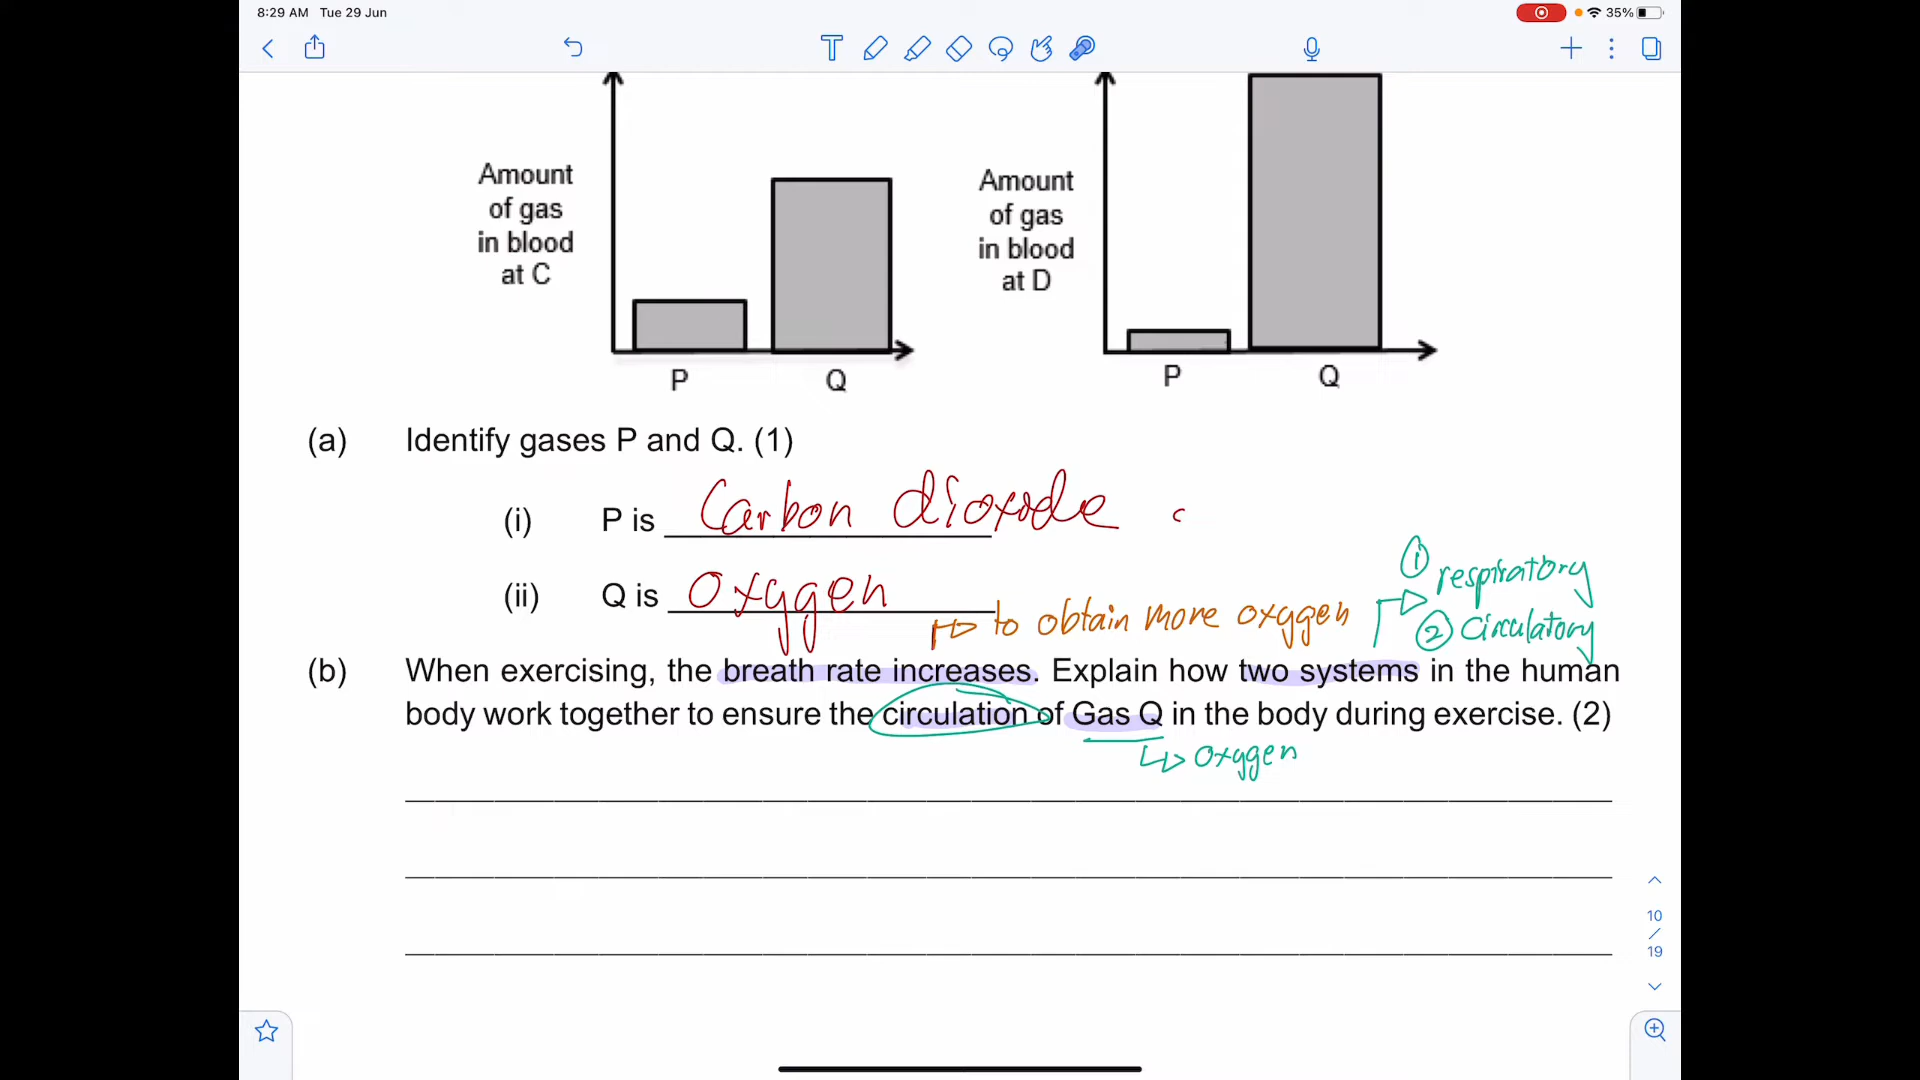 8:29 AM Tue 29 Jun
35%
Amount
of gas
in blood
at C
P Q
Amount
of gas
in blood
at D
P Q
(a) Identify gases P and Q. (1)
(i) P is Carbon dioxide c
(ii) Q is oxygen
to obtain more oxygen
① respiratory
② circulatory
(b) When exercising, the breath rate increases. Explain how two systems in the human
body work together to ensure the circulation of Gas Q in the body during exercise. (2)
oxygen
10
/
19